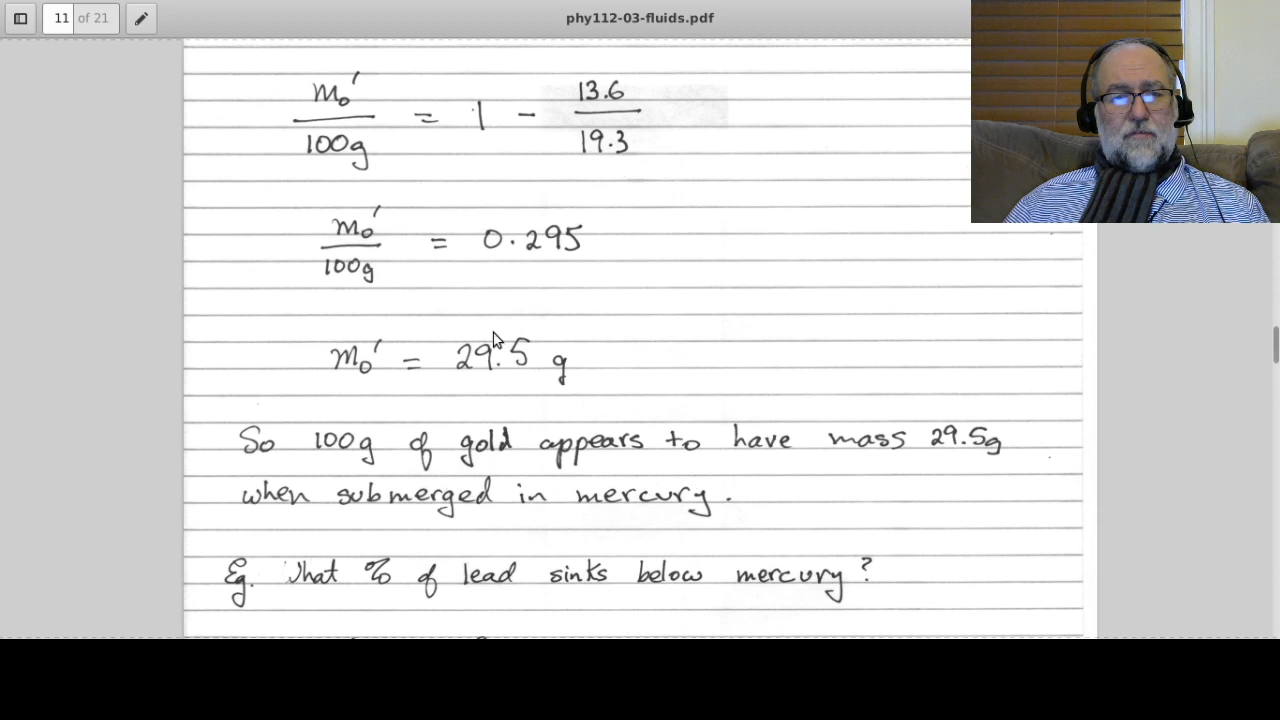 11 of 21
phy112-03-fluids.pdf
m₀′/100g = 1 - 13.6/19.3
m₀′/100g = 0.295
m₀′ = 29.5 g
So 100g of gold appears to have mass 29.5g
when submerged in mercury.
Eg. What % of lead sinks below mercury?